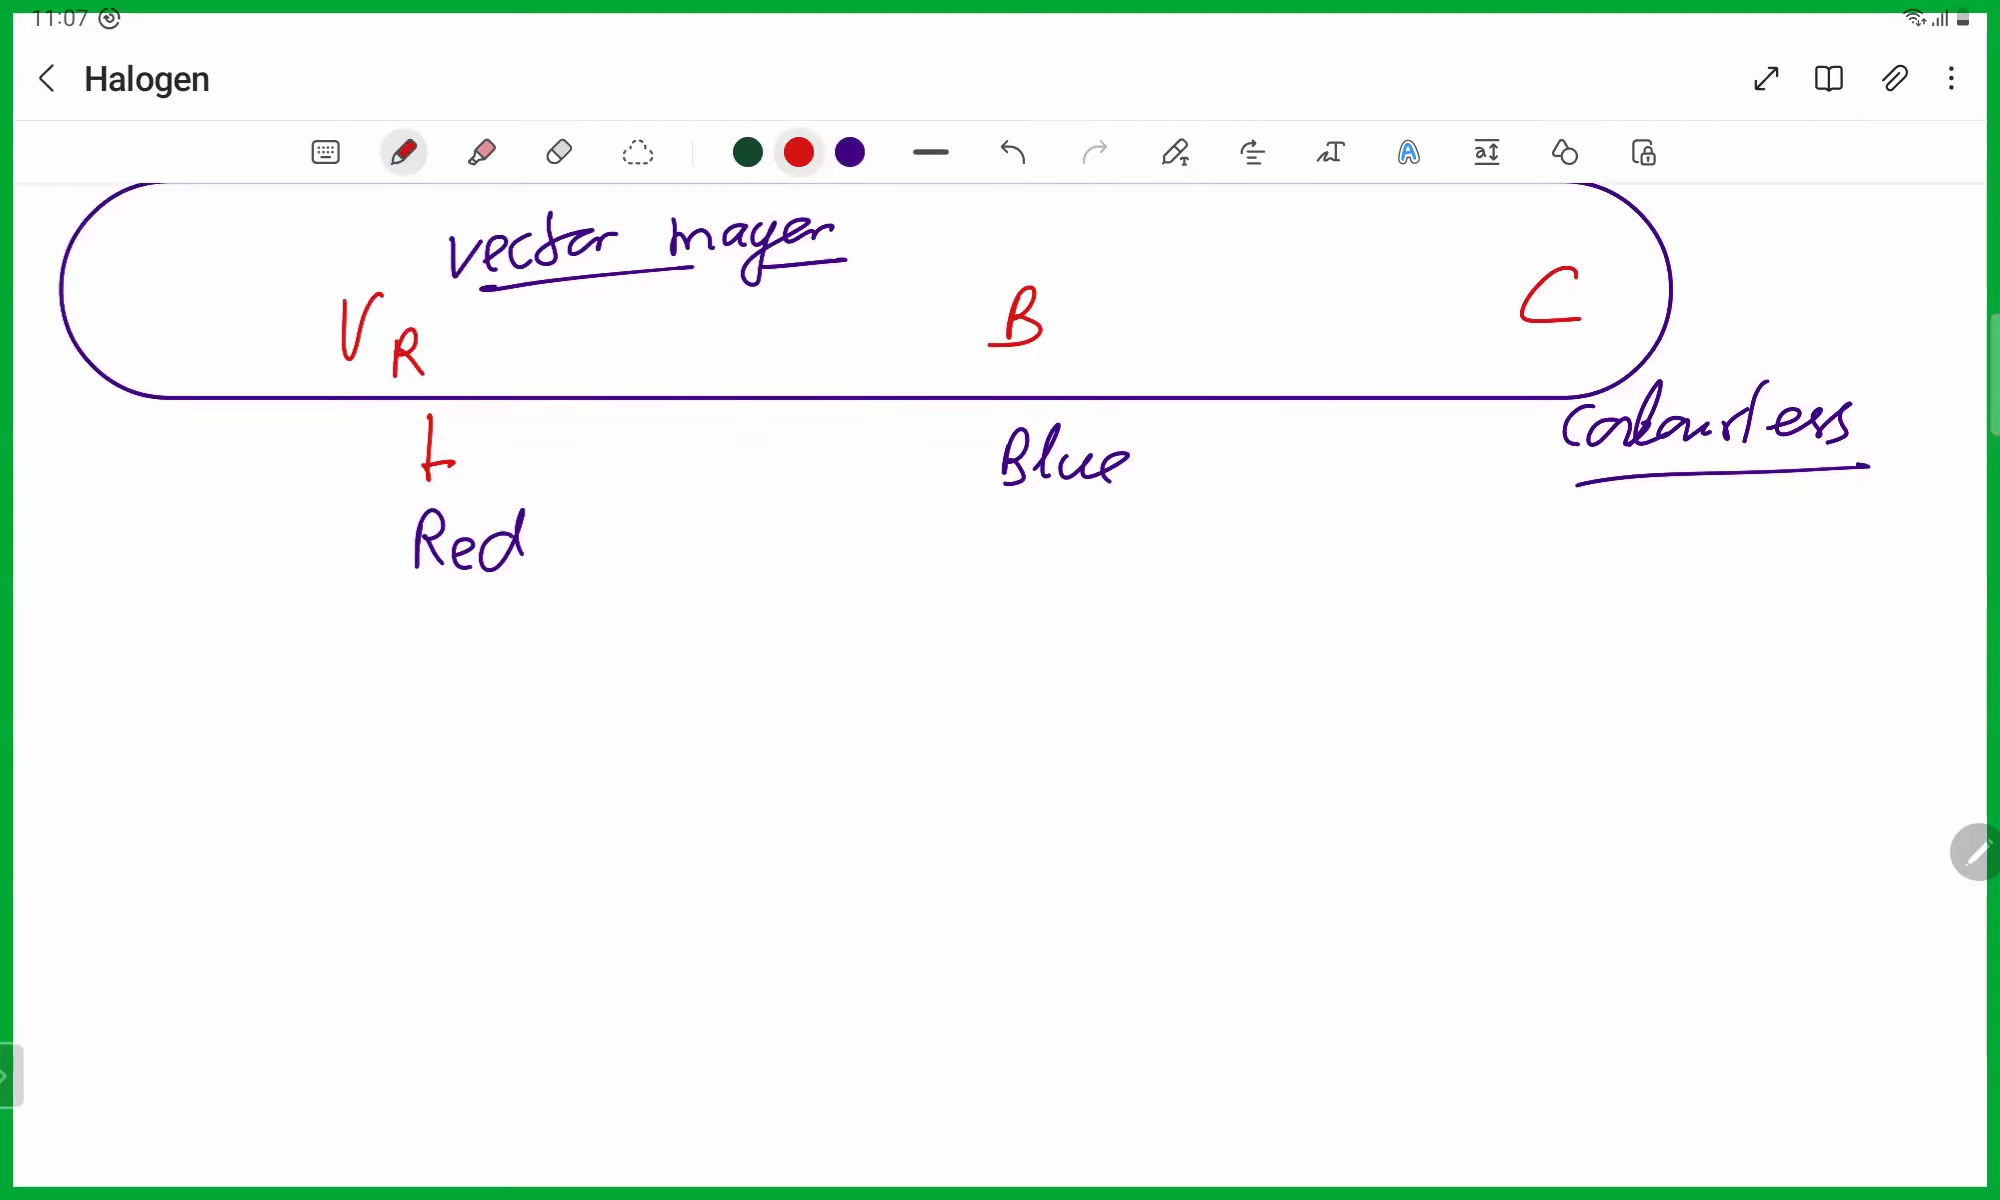 11:07
Halogen
vector mayer
V R B C
colourless
Blue
Red